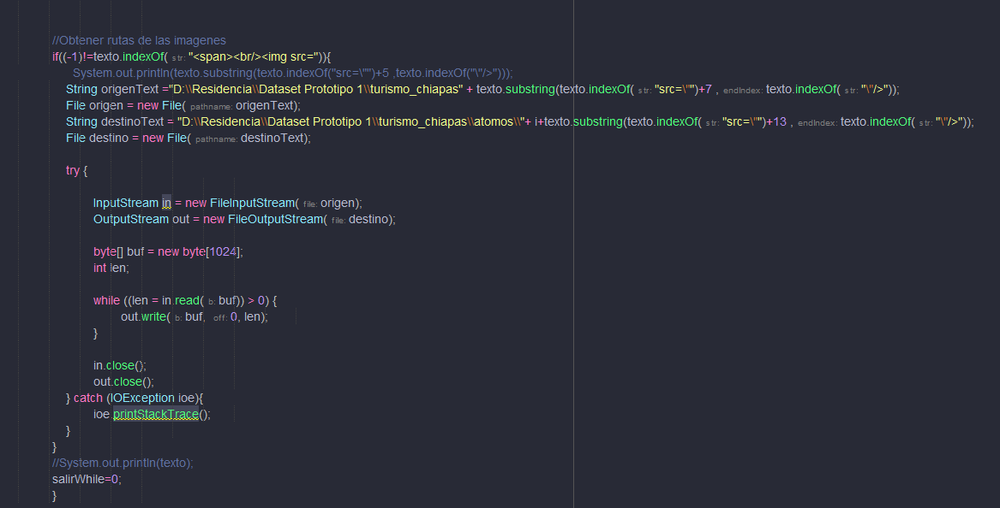 //Obtener rutas de las imagenes
if((-1)!=texto.indexOf( str: "<span><br/><img src=")){
System.out.println(texto.substring(texto.indexOf("src=\"")+5 ,texto.indexOf("\"/>")));
String origenText ="D:\\Residencia\\Dataset Prototipo 1\\turismo_chiapas" + texto.substring(texto.indexOf( str: "src=\"")+7 , endIndex: texto.indexOf( str: "\"/>"));
File origen = new File( pathname: origenText);
String destinoText = "D:\\Residencia\\Dataset Prototipo 1\\turismo_chiapas\\atomos\\"+ i+texto.substring(texto.indexOf( str: "src=\"")+13 , endIndex: texto.indexOf( str: "\"/>"));
File destino = new File( pathname: destinoText);
try {
InputStream in = new FileInputStream( file: origen);
OutputStream out = new FileOutputStream( file: destino);
byte[] buf = new byte[1024];
int len;
while ((len = in.read( b: buf)) > 0) {
out.write( b: buf, off: 0, len);
}
in.close();
out.close();
} catch (IOException ioe){
ioe.printStackTrace();
}
}
//System.out.println(texto);
salirWhile=0;
}